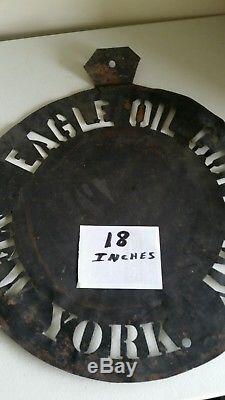 EAGLE OIL CO
NEW YORK.
18
INCHES